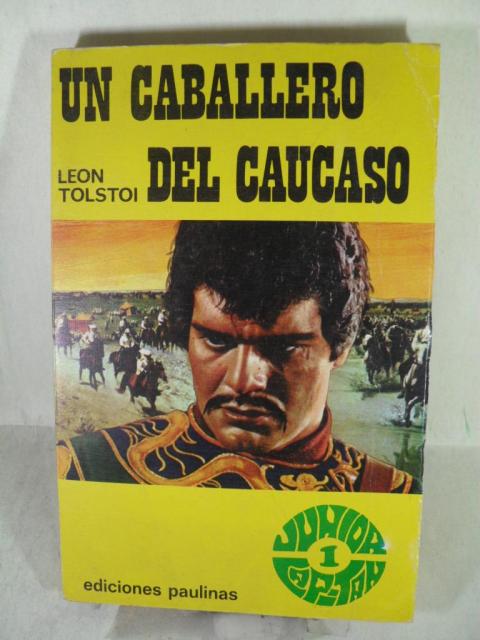 UN CABALLERO
LEON
TOLSTOI
DEL CAUCASO
JUNIOR
1
CAPITAN
ediciones paulinas